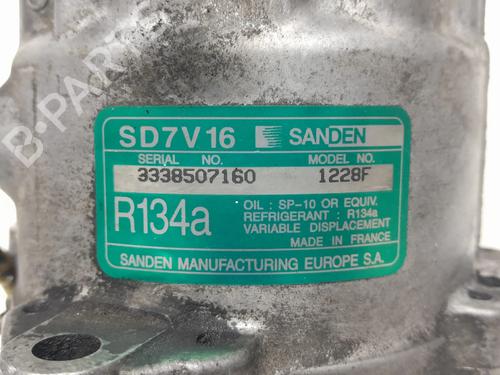 B-PARTS
SD7V16 SANDEN
SERIAL NO. MODEL NO.
3338507160 1228F
R134a
OIL : SP-10 OR EQUIV.
REFRIGERANT : R134a
VARIABLE DISPLACEMENT
MADE IN FRANCE
SANDEN MANUFACTURING EUROPE S.A.